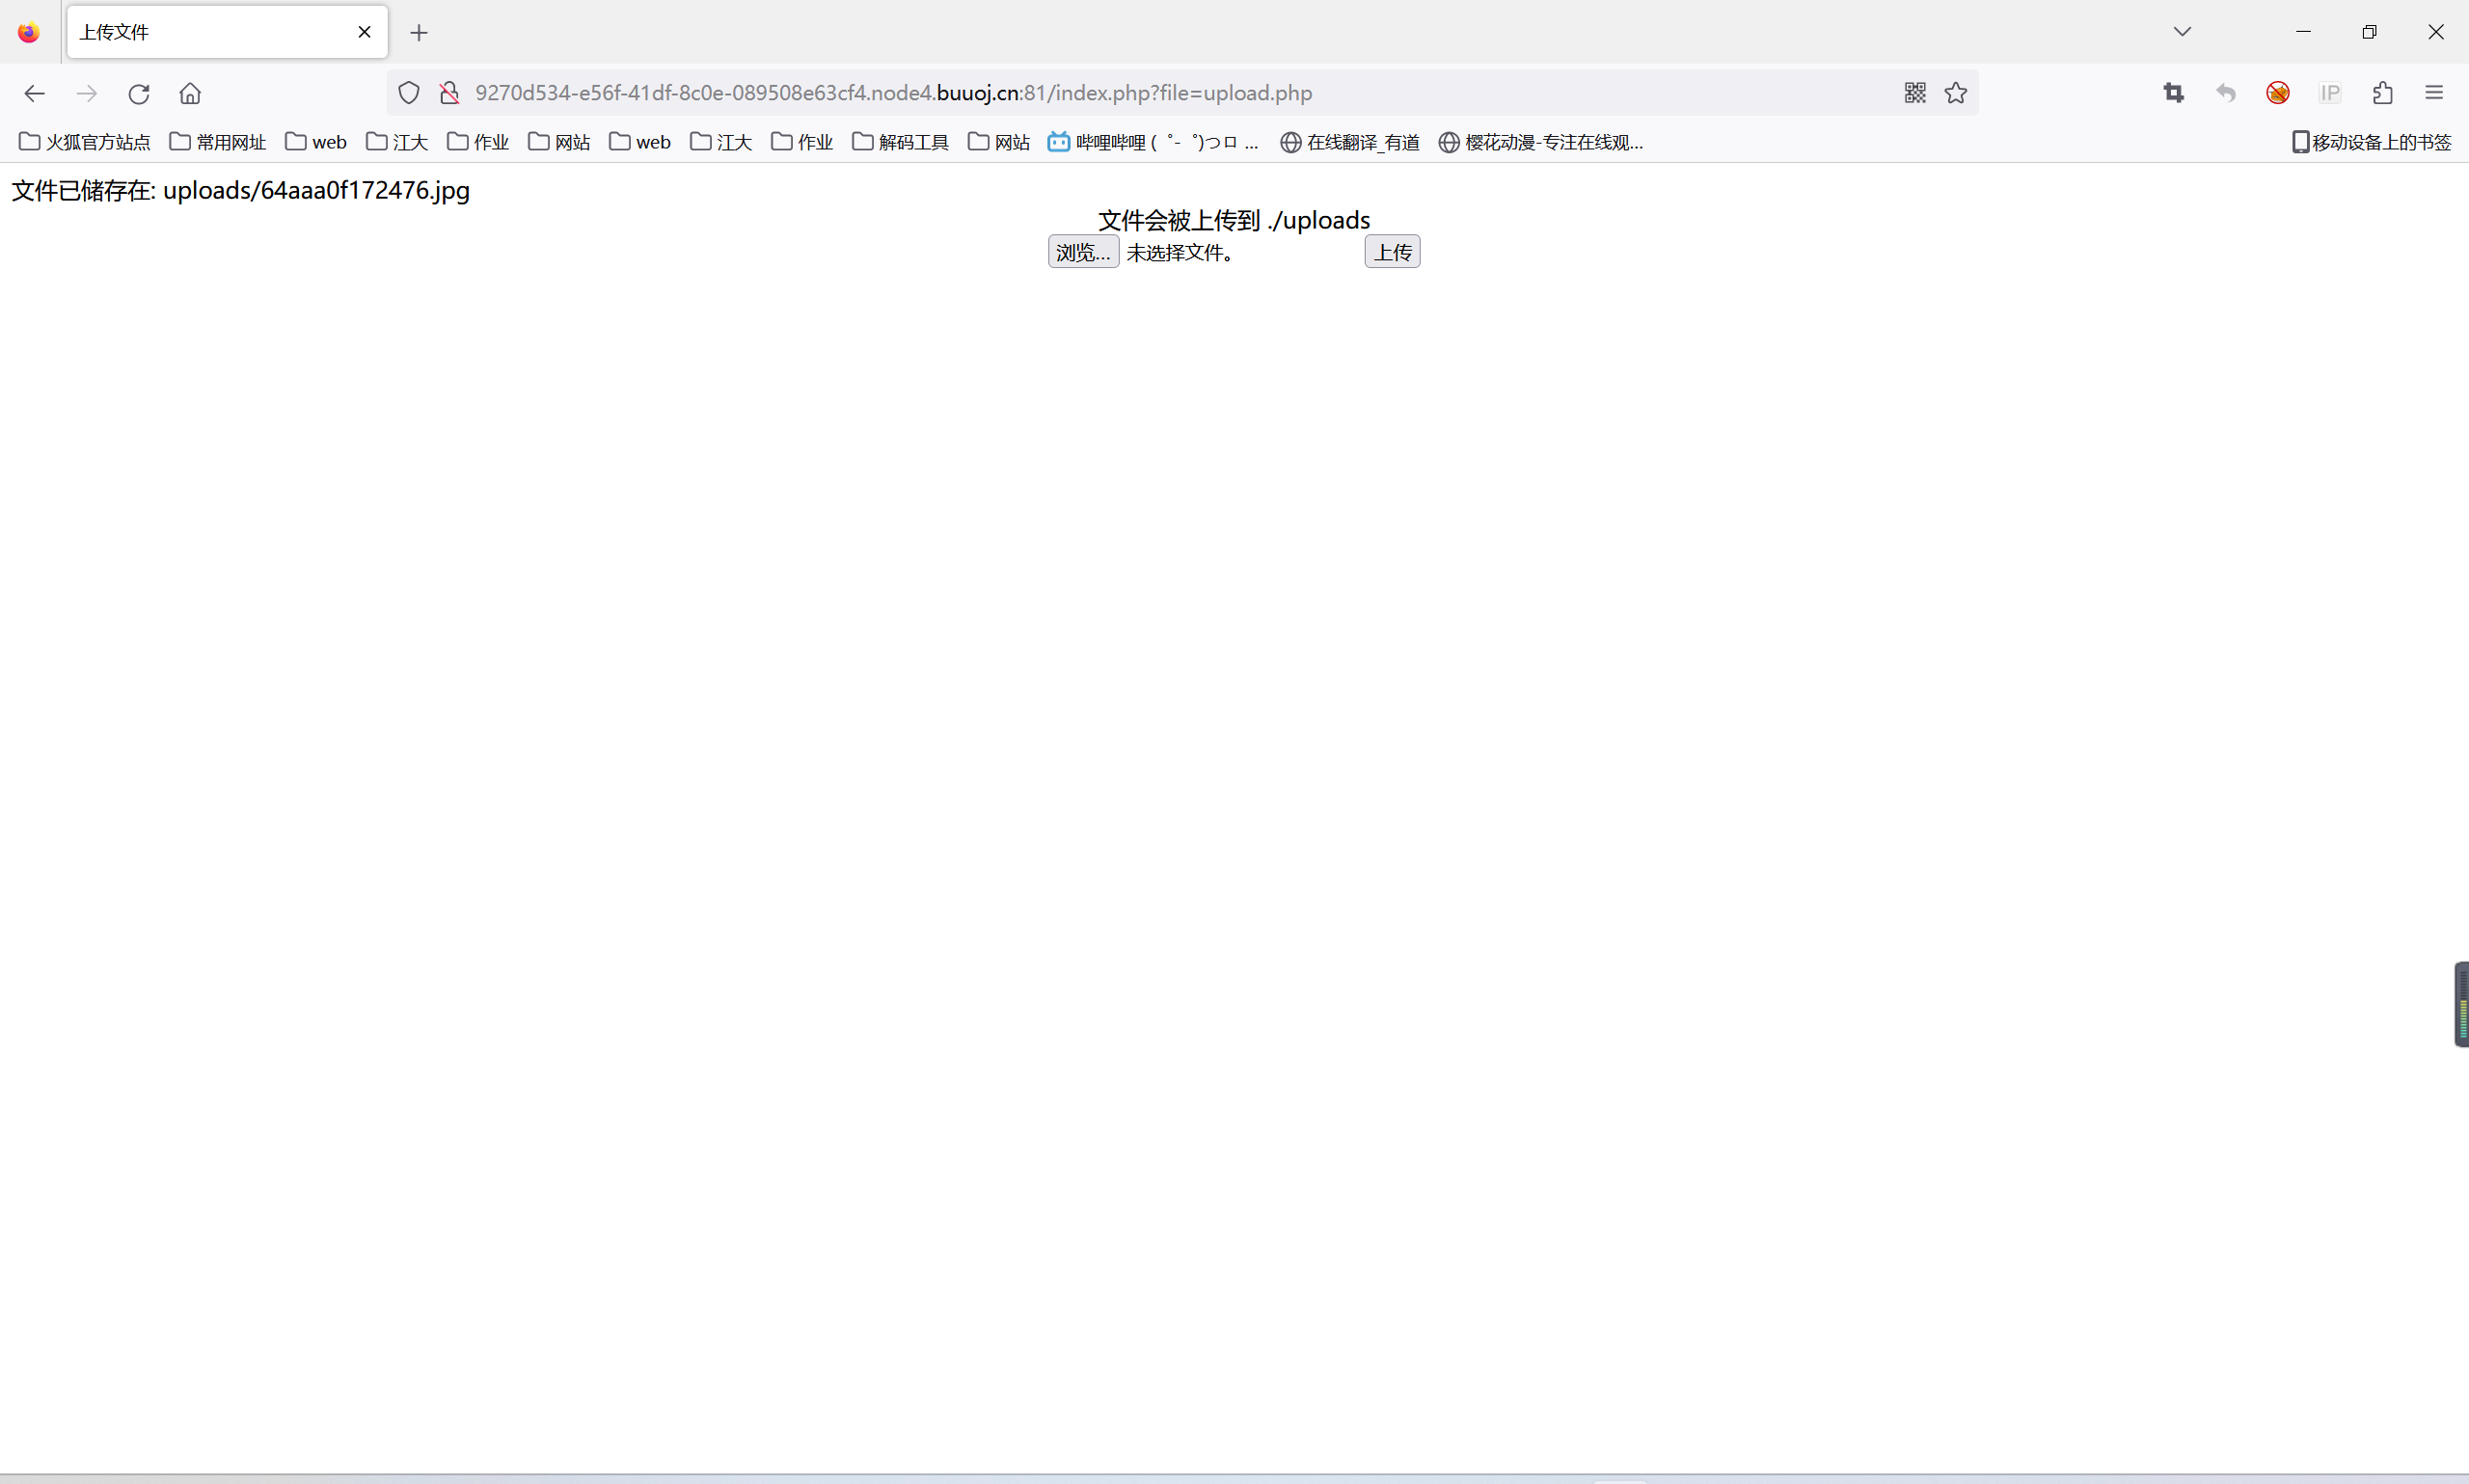 上传文件
9270d534-e56f-41df-8c0e-089508e63cf4.node4.buuoj.cn:81/index.php?file=upload.php
IP
火狐官方站点 常用网址 web 江大 作业 网站 web 江大 作业 解码工具 网站 哔哩哔哩 (゜-゜)つロ ... 在线翻译_有道 樱花动漫-专注在线观... 移动设备上的书签
文件已储存在: uploads/64aaa0f172476.jpg
文件会被上传到 ./uploads
浏览... 未选择文件。 上传